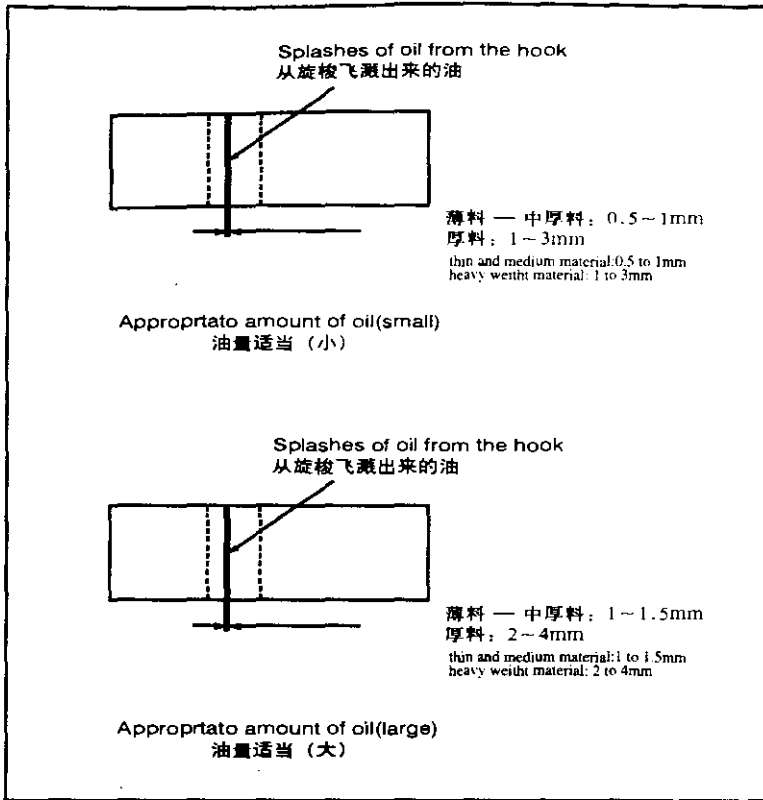 Splashes of oil from the hook
从旋梭飞溅出来的油
薄料 — 中厚料：0.5～1mm
厚料：1～3mm
thin and medium material:0.5 to 1mm
heavy weitht material: 1 to 3mm
Approprtato amount of oil(small)
油量适当（小）
Splashes of oil from the hook
从旋梭飞溅出来的油
薄料 — 中厚料：1～1.5mm
厚料：2～4mm
thin and medium material:1 to 1.5mm
heavy weitht material: 2 to 4mm
Approprtato amount of oil(large)
油量适当（大）